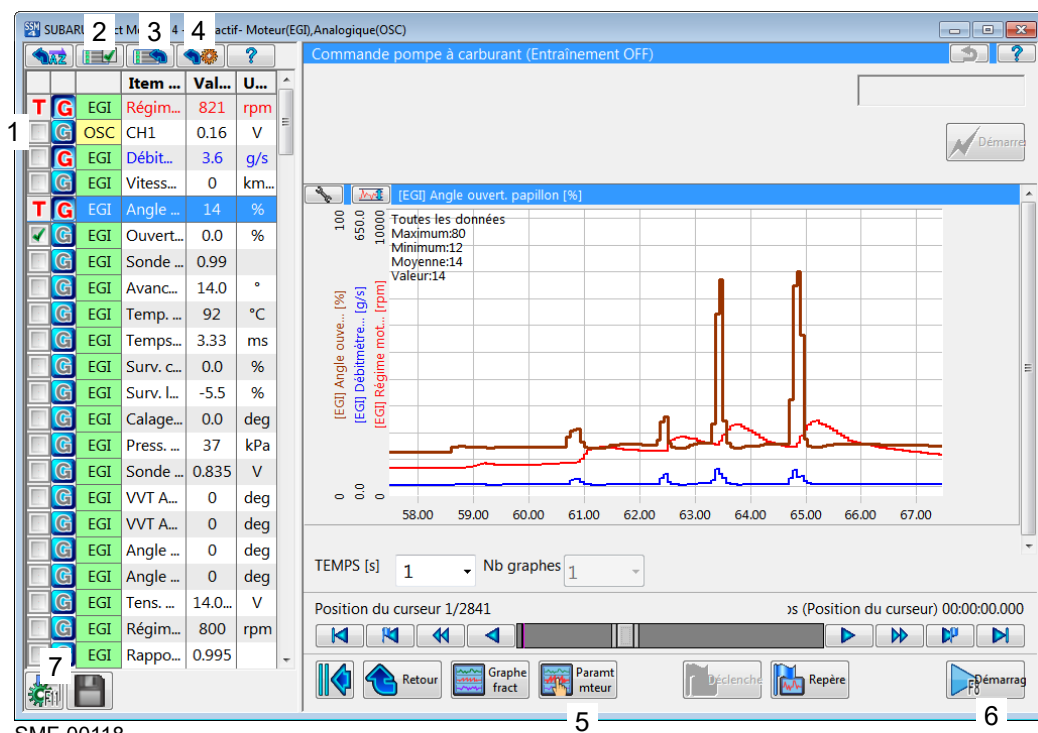 SUBARU ct M 4 - actif- Moteur(EGI),Analogique(OSC)
1 2 3 4
AZ ?
Commande pompe à carburant (Entraînement OFF) ?
Démarrer
Item ... Val... U...
T G EGI Régim... 821 rpm
G OSC CH1 0.16 V
G EGI Débit... 3.6 g/s
G EGI Vitess... 0 km...
T G EGI Angle ... 14 %
G EGI Ouvert... 0.0 %
G EGI Sonde ... 0.99
G EGI Avanc... 14.0 °
G EGI Temp. ... 92 °C
G EGI Temps... 3.33 ms
G EGI Surv. c... 0.0 %
G EGI Surv. l... -5.5 %
G EGI Calage... 0.0 deg
G EGI Press. ... 37 kPa
G EGI Sonde ... 0.835 V
G EGI VVT A... 0 deg
G EGI VVT A... 0 deg
G EGI Angle ... 0 deg
G EGI Angle ... 0 deg
G EGI Tens. ... 14.0... V
G EGI Régim... 800 rpm
G EGI Rappo... 0.995
7
F11
[EGI] Angle ouvert. papillon [%]
100 650.0 10000
Toutes les données
Maximum:80
Minimum:12
Moyenne:14
Valeur:14
[EGI] Angle ouve... [%]
[EGI] Débitmètre... [g/s]
[EGI] Régime mot... [rpm]
0 0.0 0
58.00 59.00 60.00 61.00 62.00 63.00 64.00 65.00 66.00 67.00
TEMPS [s] 1 Nb graphes 1
Position du curseur 1/2841 os (Position du curseur) 00:00:00.000
Retour
Graphe fract
Paramt mteur
Déclenche
Repère
F8 Démarrag
5 6